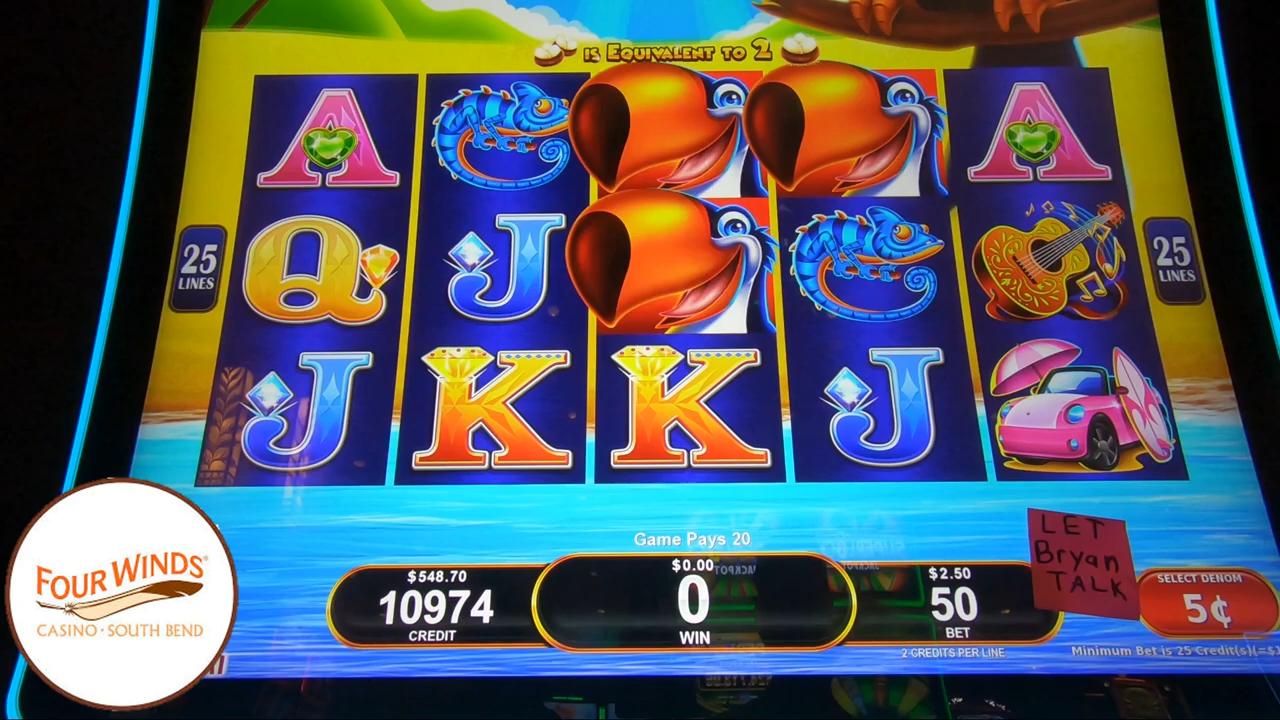 IS EQUIVALENT TO 2
A
A
Q
J
25
LINES
25
LINES
J
K
K
J
Game Pays 20
$548.70
10974
CREDIT
$0.00
0
WIN
$2.50
50
BET
2 CREDITS PER LINE
LET
Bryan
TALK
SELECT DENOM
5¢
Minimum Bet is 25 Credit(s)(=$1
FOUR WINDS®
CASINO · SOUTH BEND